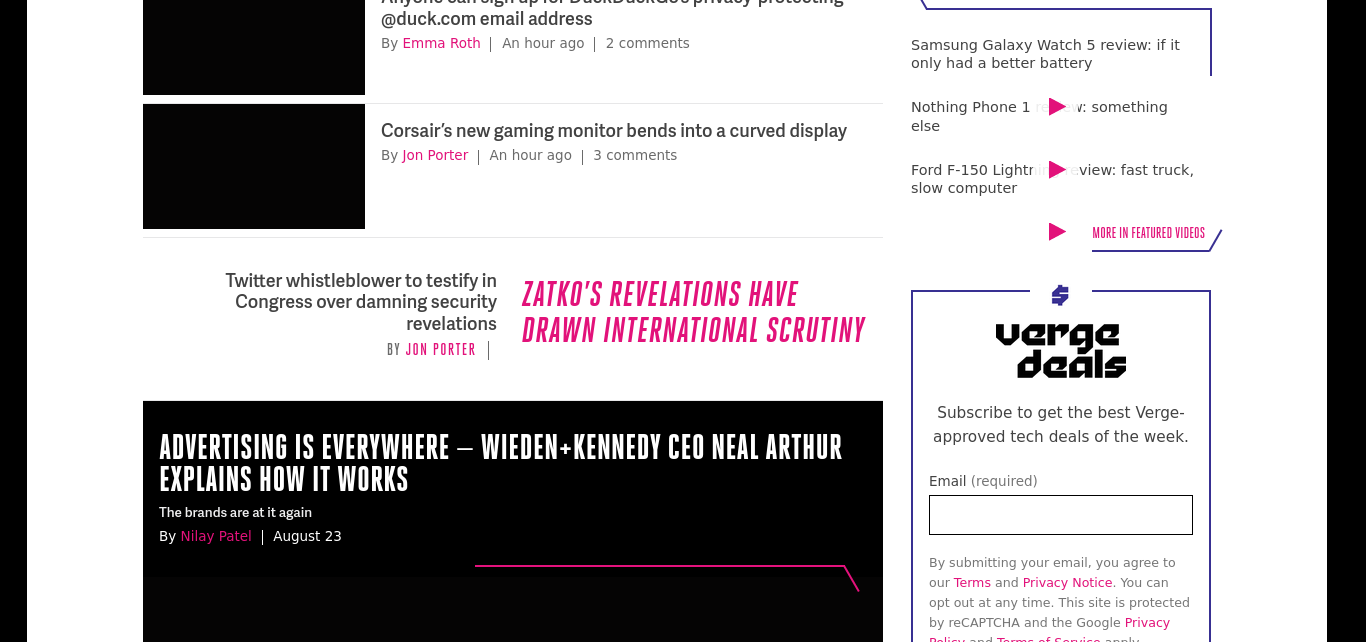 Anyone can sign up for DuckDuckGo's privacy-protecting
@duck.com email address
By Emma Roth | An hour ago | 2 comments
Corsair’s new gaming monitor bends into a curved display
By Jon Porter | An hour ago | 3 comments
Twitter whistleblower to testify in
Congress over damning security
revelations
BY JON PORTER |
ZATKO’S REVELATIONS HAVE
DRAWN INTERNATIONAL SCRUTINY
ADVERTISING IS EVERYWHERE — WIEDEN+KENNEDY CEO NEAL ARTHUR
EXPLAINS HOW IT WORKS
The brands are at it again
By Nilay Patel | August 23
Samsung Galaxy Watch 5 review: if it
only had a better battery
Nothing Phone 1 review: something
else
Ford F-150 Lightning review: fast truck,
slow computer
MORE IN FEATURED VIDEOS
$
verge
deals
Subscribe to get the best Verge-
approved tech deals of the week.
Email (required)
By submitting your email, you agree to
our Terms and Privacy Notice. You can
opt out at any time. This site is protected
by reCAPTCHA and the Google Privacy
Policy and Terms of Service apply.